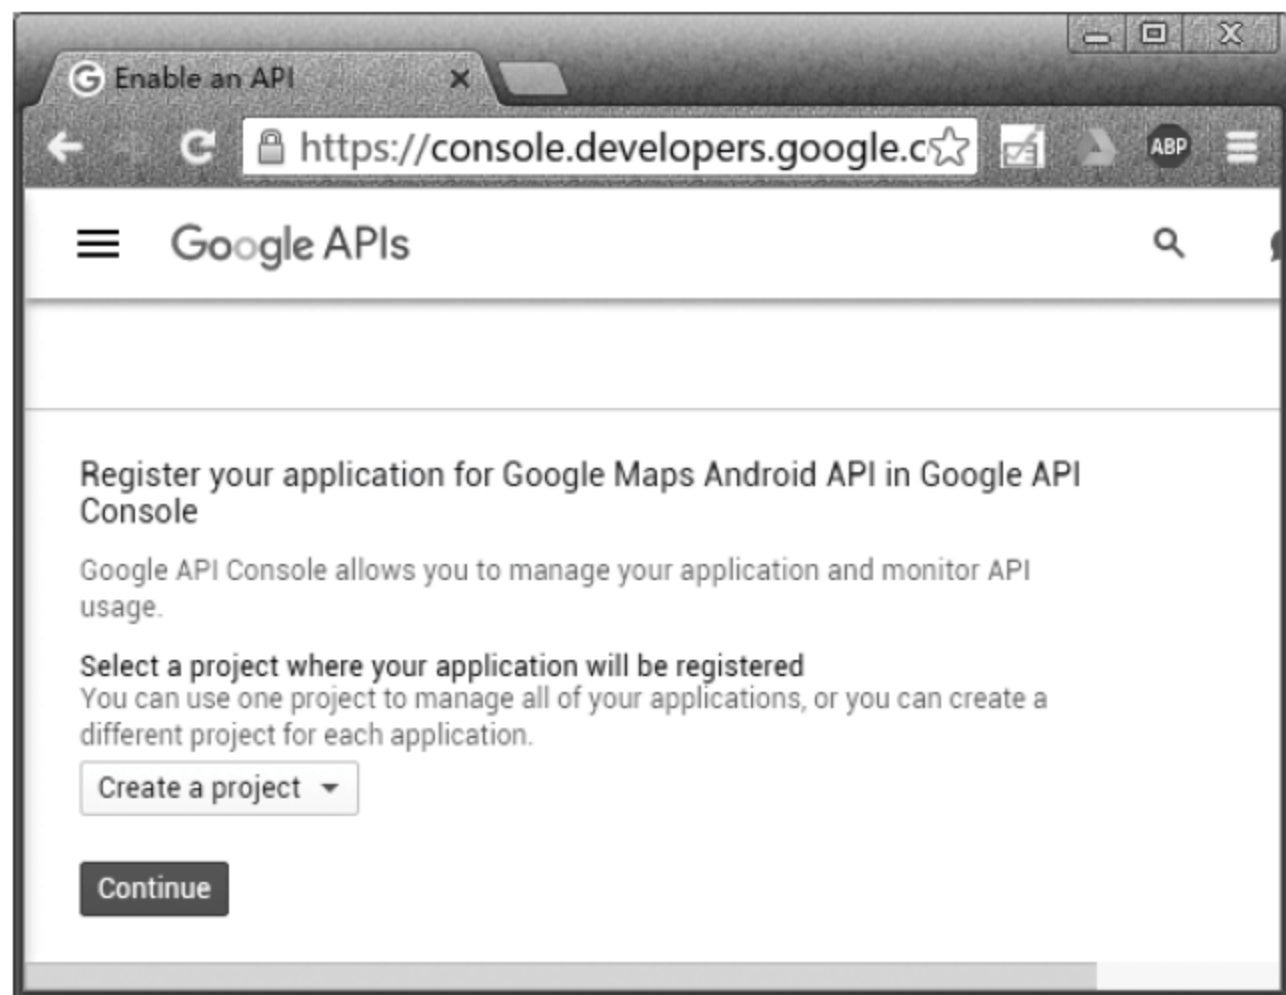 Enable an API
https://console.developers.google.c
ABP
Google APIs
Register your application for Google Maps Android API in Google API
Console
Google API Console allows you to manage your application and monitor API
usage.
Select a project where your application will be registered
You can use one project to manage all of your applications, or you can create a
different project for each application.
Create a project
Continue